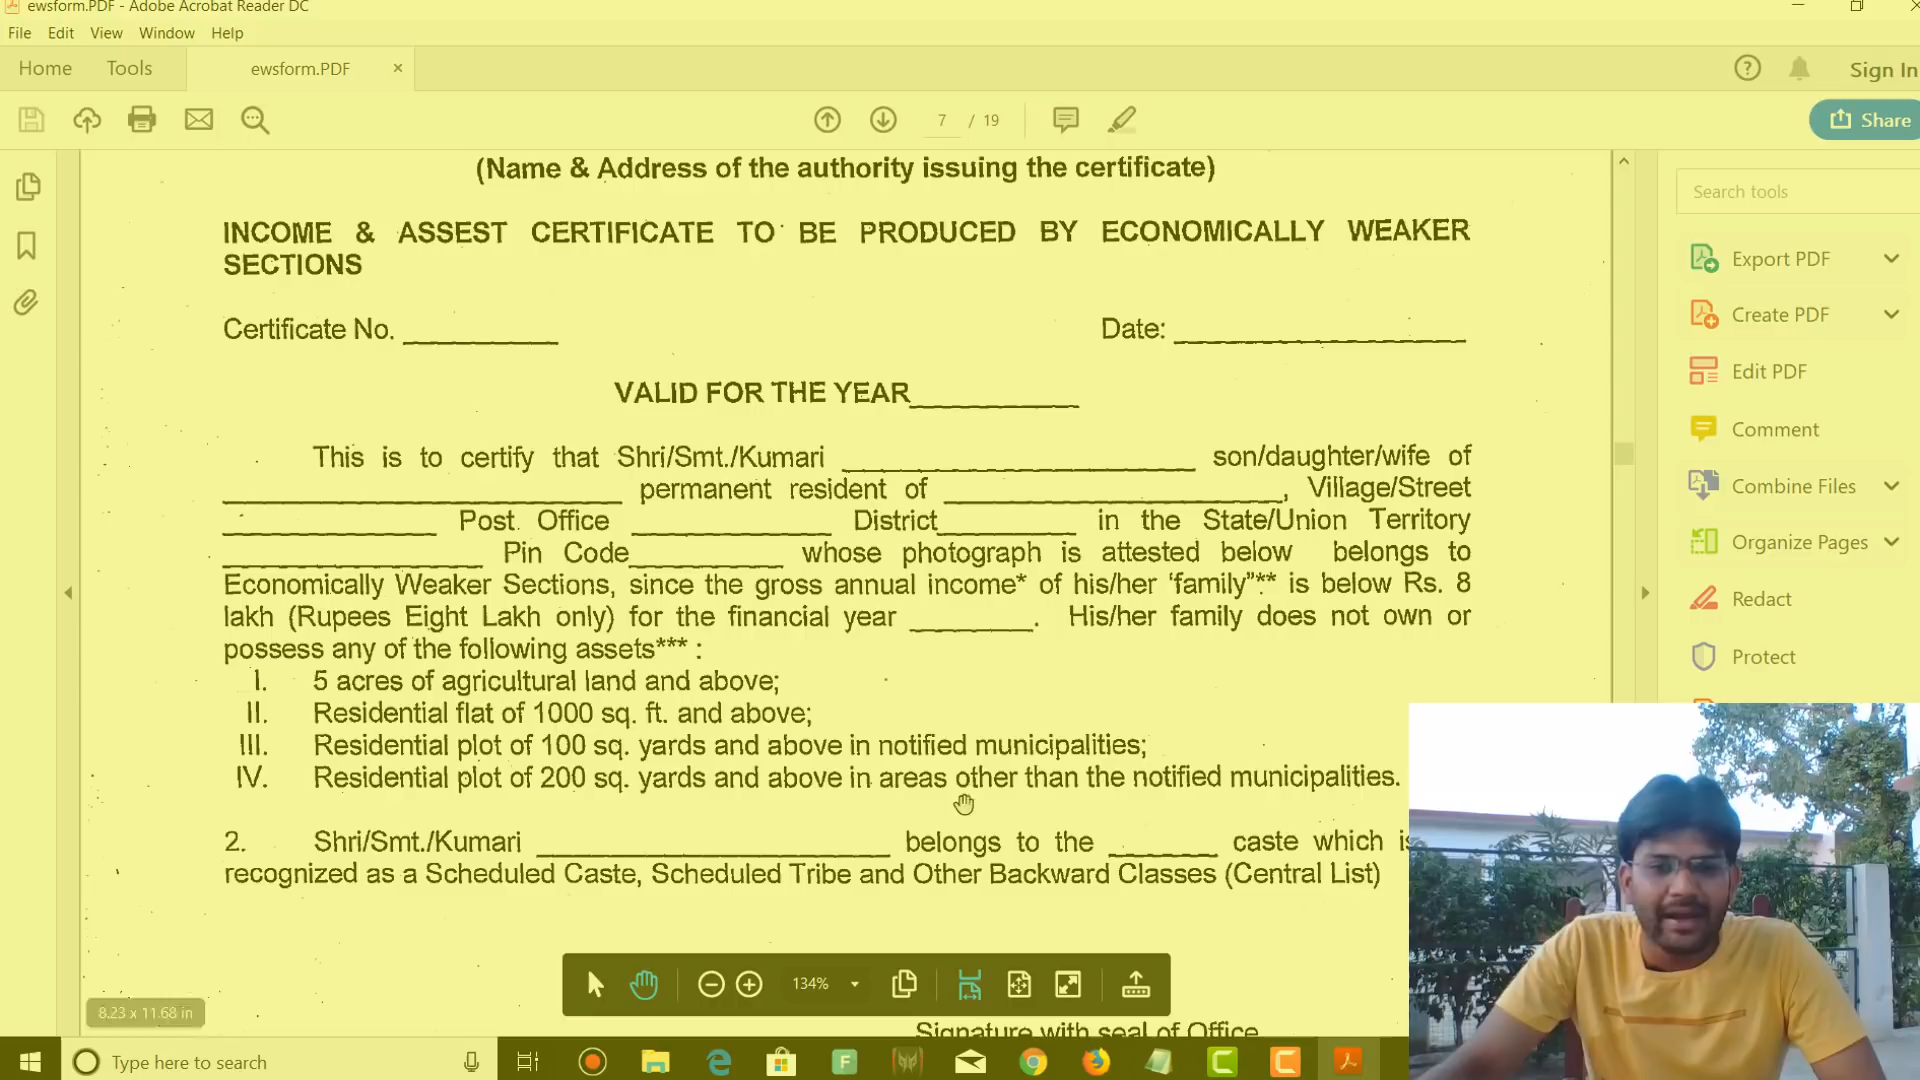 ewsform.PDF - Adobe Acrobat Reader DC
File Edit View Window Help
Home Tools ewsform.PDF ×
Sign In
7 / 19
Share
(Name & Address of the authority issuing the certificate)
INCOME & ASSEST CERTIFICATE TO BE PRODUCED BY ECONOMICALLY WEAKER
SECTIONS
Certificate No. __________ Date: __________
VALID FOR THE YEAR__________
This is to certify that Shri/Smt./Kumari __________ son/daughter/wife of
__________ permanent resident of __________, Village/Street
__________ Post Office __________ District__________ in the State/Union Territory
__________ Pin Code__________ whose photograph is attested below belongs to
Economically Weaker Sections, since the gross annual income* of his/her ‘family”** is below Rs. 8
lakh (Rupees Eight Lakh only) for the financial year ________. His/her family does not own or
possess any of the following assets*** :
I. 5 acres of agricultural land and above;
II. Residential flat of 1000 sq. ft. and above;
III. Residential plot of 100 sq. yards and above in notified municipalities;
IV. Residential plot of 200 sq. yards and above in areas other than the notified municipalities.
2. Shri/Smt./Kumari __________ belongs to the _______ caste which
recognized as a Scheduled Caste, Scheduled Tribe and Other Backward Classes (Central List)
Signature with seal of Office
Search tools
Export PDF
Create PDF
Edit PDF
Comment
Combine Files
Organize Pages
Redact
Protect
134%
8.23 x 11.68 in
Type here to search